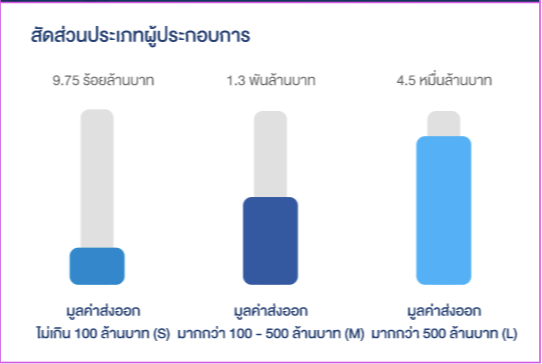 สัดส่วนประเภทผู้ประกอบการ
9.75 ร้อยล้านบาท 1.3 พันล้านบาท 4.5 หมื่นล้านบาท
มูลค่าส่งออก มูลค่าส่งออก มูลค่าส่งออก
ไม่เกิน 100 ล้านบาท (S) มากกว่า 100 - 500 ล้านบาท (M) มากกว่า 500 ล้านบาท (L)